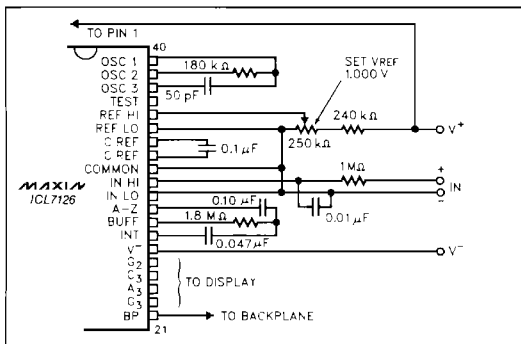 TO PIN 1
40
OSC 1
180 kΩ
OSC 2
OSC 3
50 pF
TEST
SET VREF
1.000 V
REF HI
REF LO
240 kΩ
250 kΩ
V+
C REF
0.1 µF
C REF
COMMON
1MΩ
+
IN HI
IN
IN LO
−
0.10 µF
0.01 µF
A-Z
1.8 MΩ
BUFF
INT
0.047 µF
V−
G2
C3
TO DISPLAY
A3
G3
BP
TO BACKPLANE
21
MAXIM
ICL7126